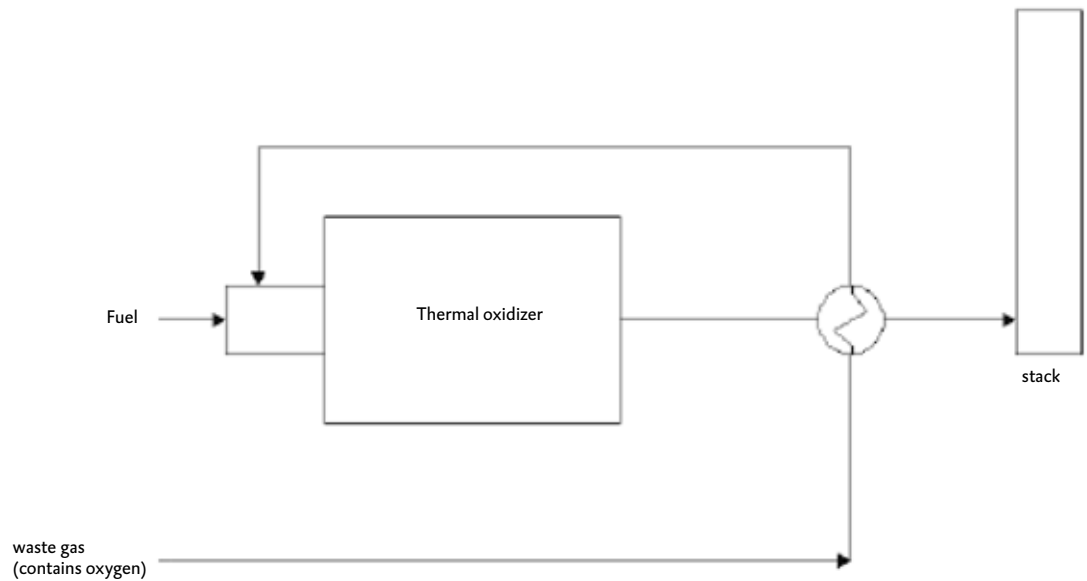 Fuel
Thermal oxidizer
stack
waste gas
(contains oxygen)